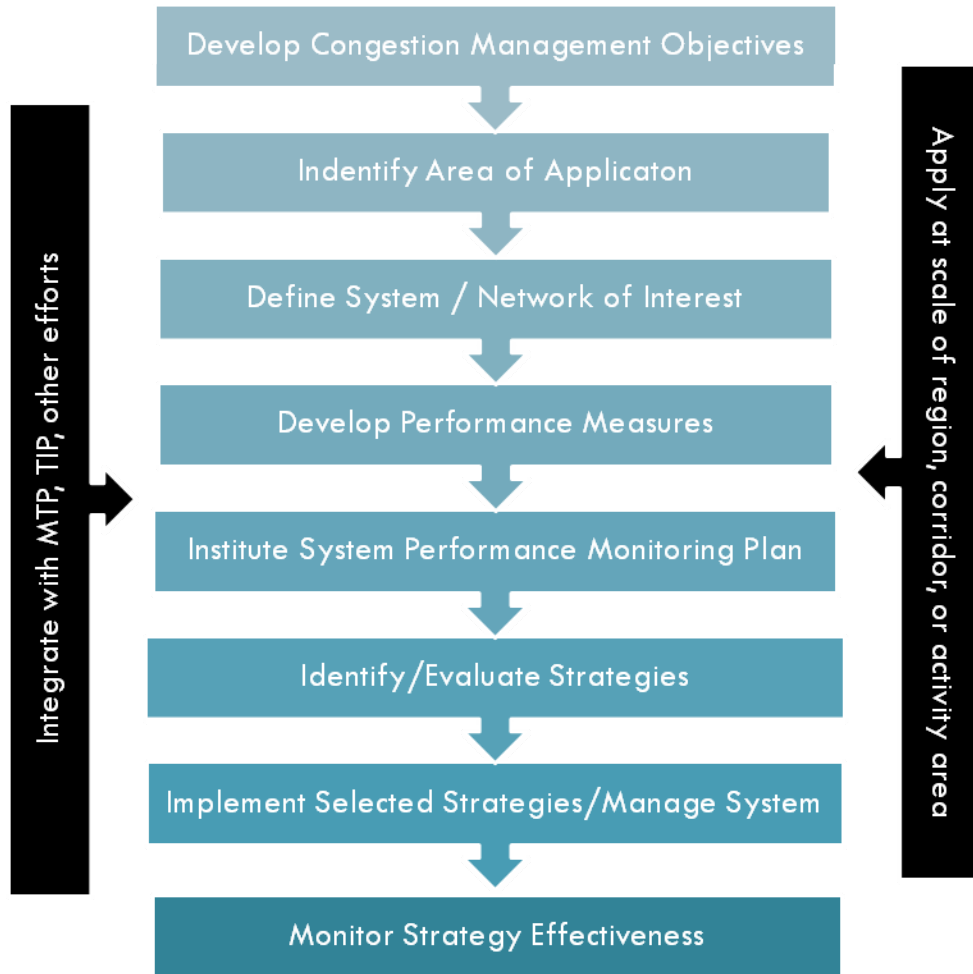 Develop Congestion Management Objectives
Indentify Area of Applicaton
Define System / Network of Interest
Develop Performance Measures
Institute System Performance Monitoring Plan
Identify/Evaluate Strategies
Implement Selected Strategies/Manage System
Monitor Strategy Effectiveness
Integrate with MTP, TIP, other efforts
Apply at scale of region, corridor, or activity area